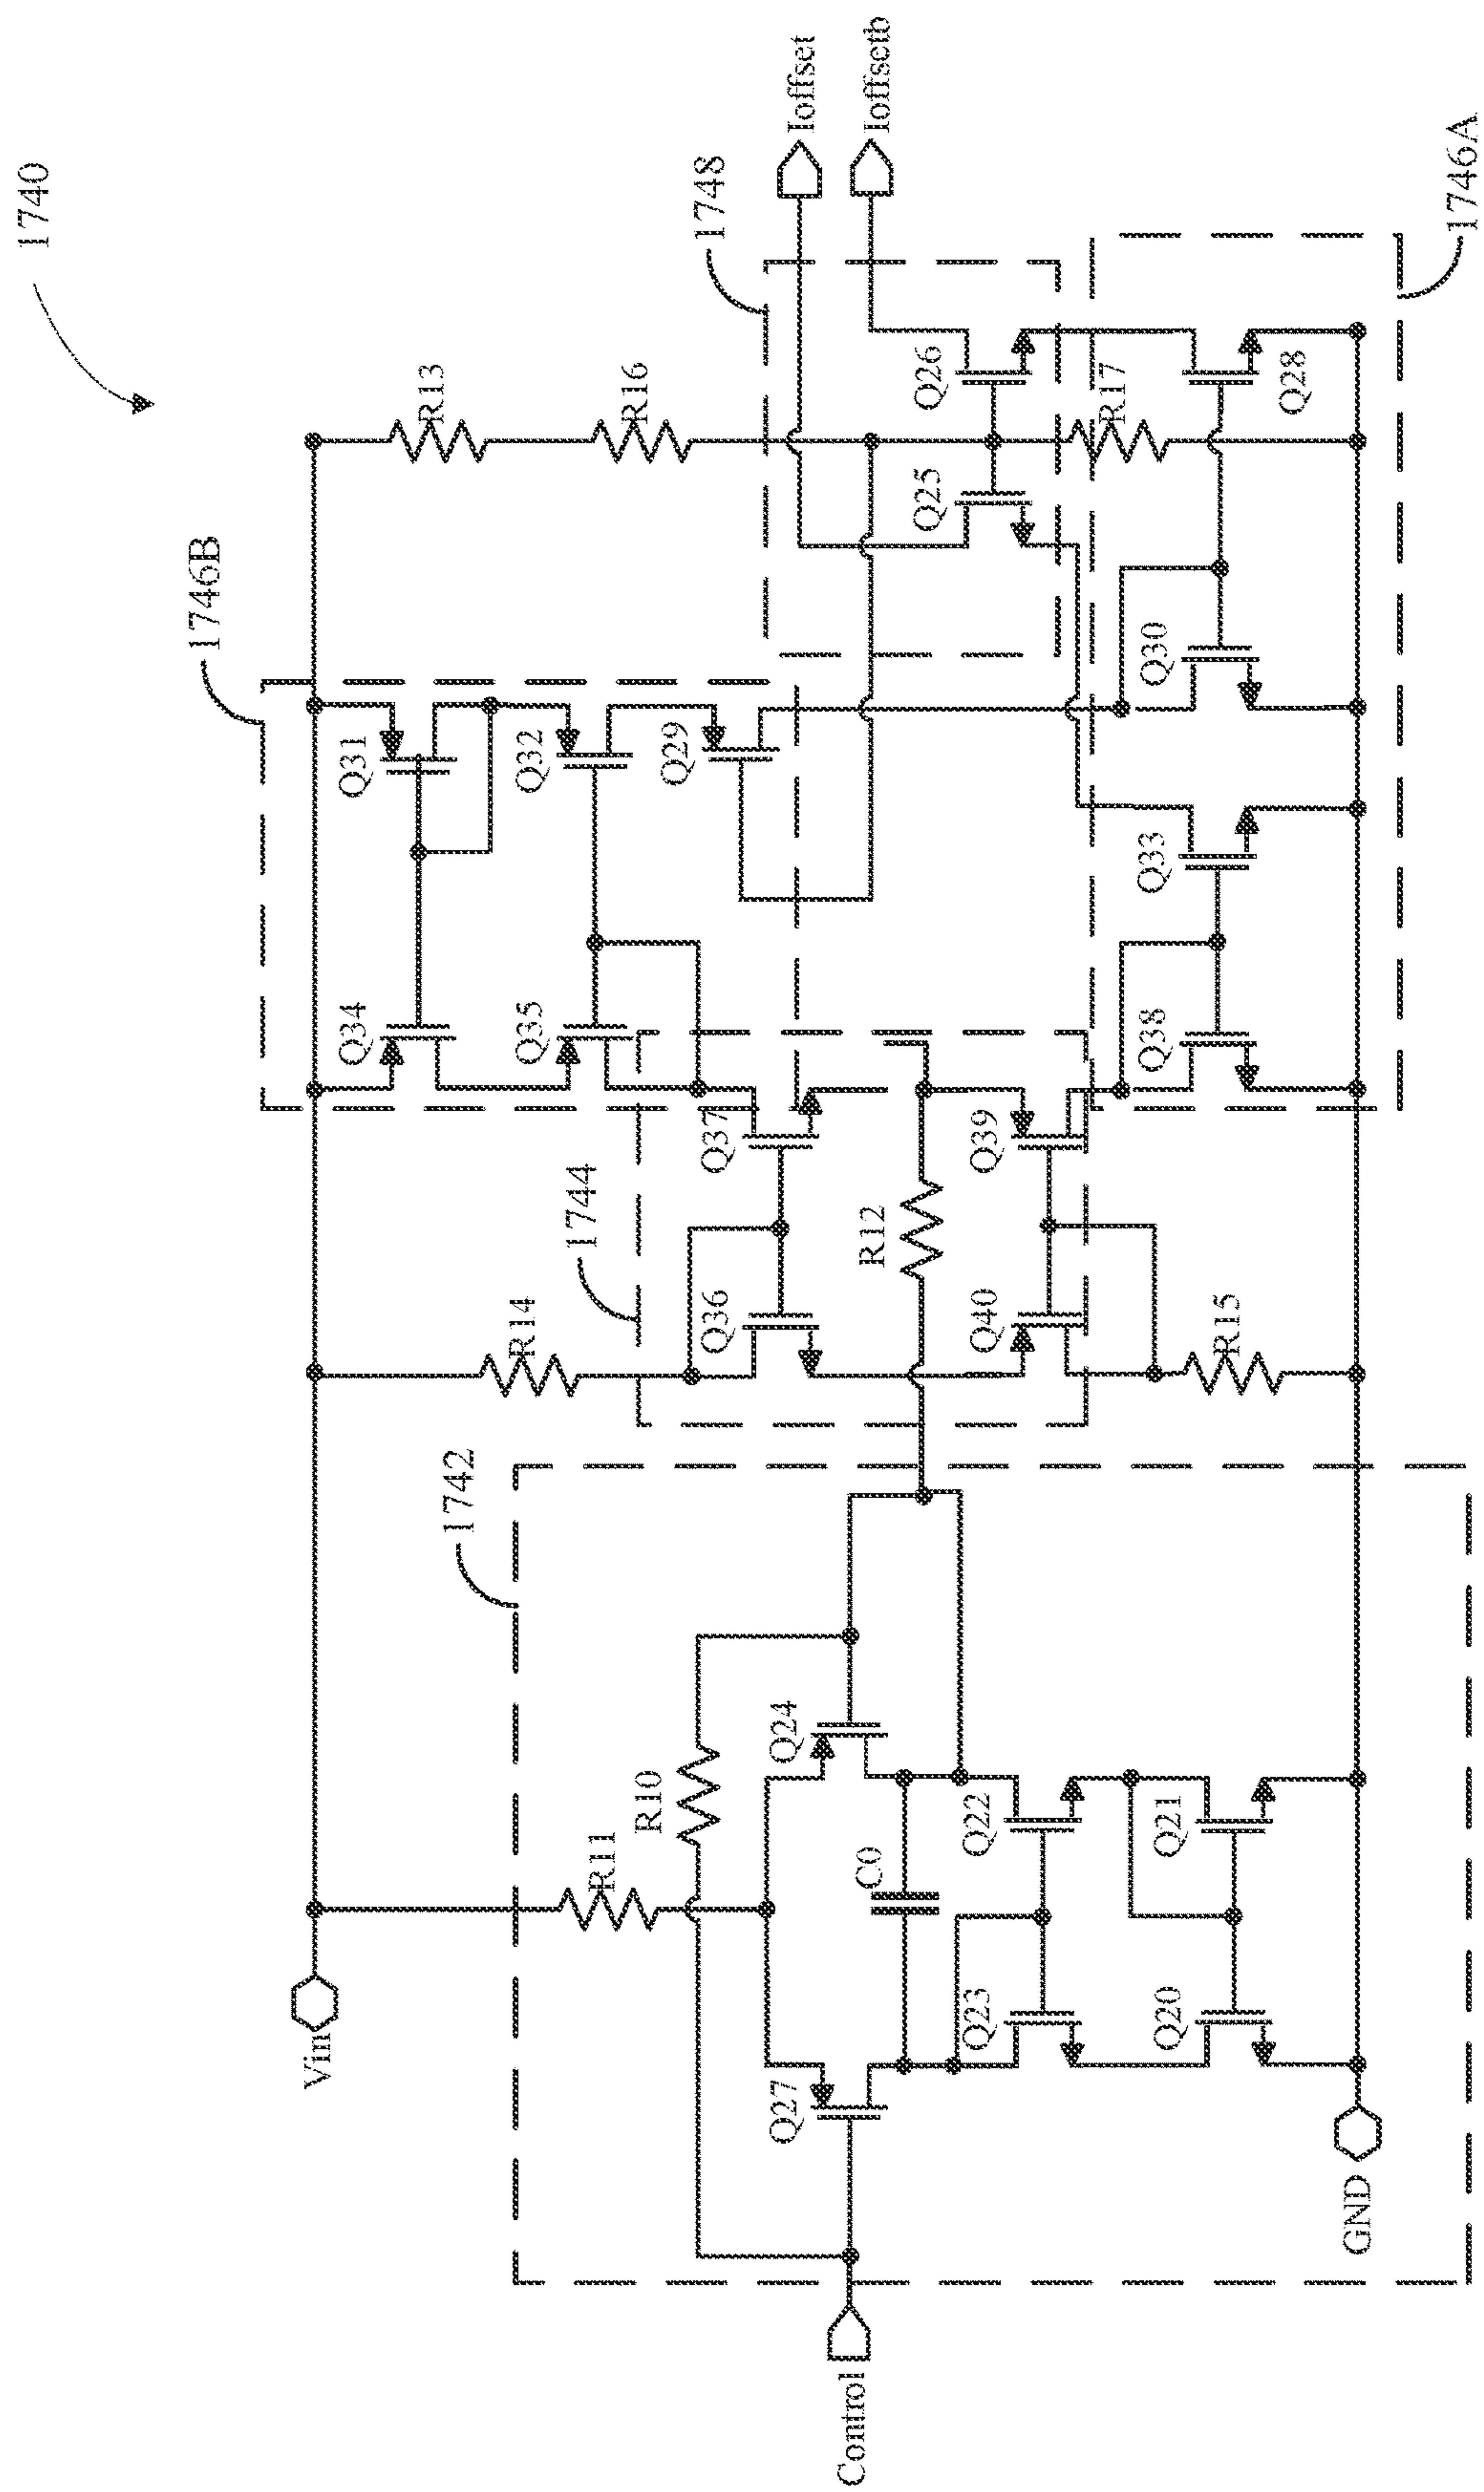 1740
1746B
1748
1744
1742
1746A
Vin
GND
Control
Ioffset
Ioffsetb
R13
R16
R17
R14
R12
R15
R11
R10
C0
Q31
Q32
Q29
Q34
Q35
Q37
Q36
Q39
Q40
Q25
Q26
Q28
Q30
Q33
Q38
Q24
Q27
Q22
Q23
Q21
Q20